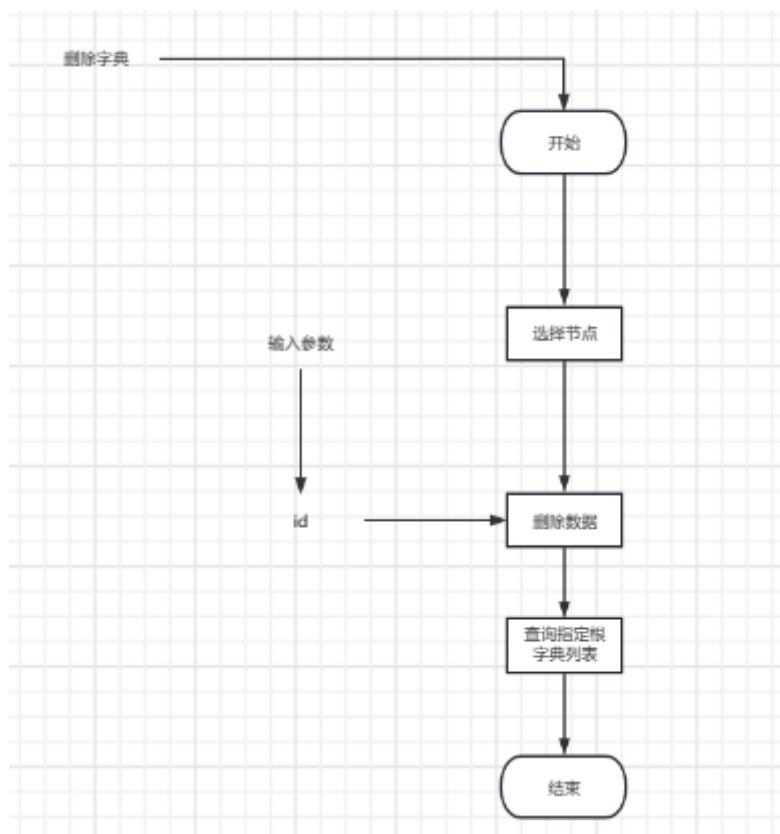 删除字典
开始
选择节点
输入参数
id
删除数据
查询指定根
字典列表
结束